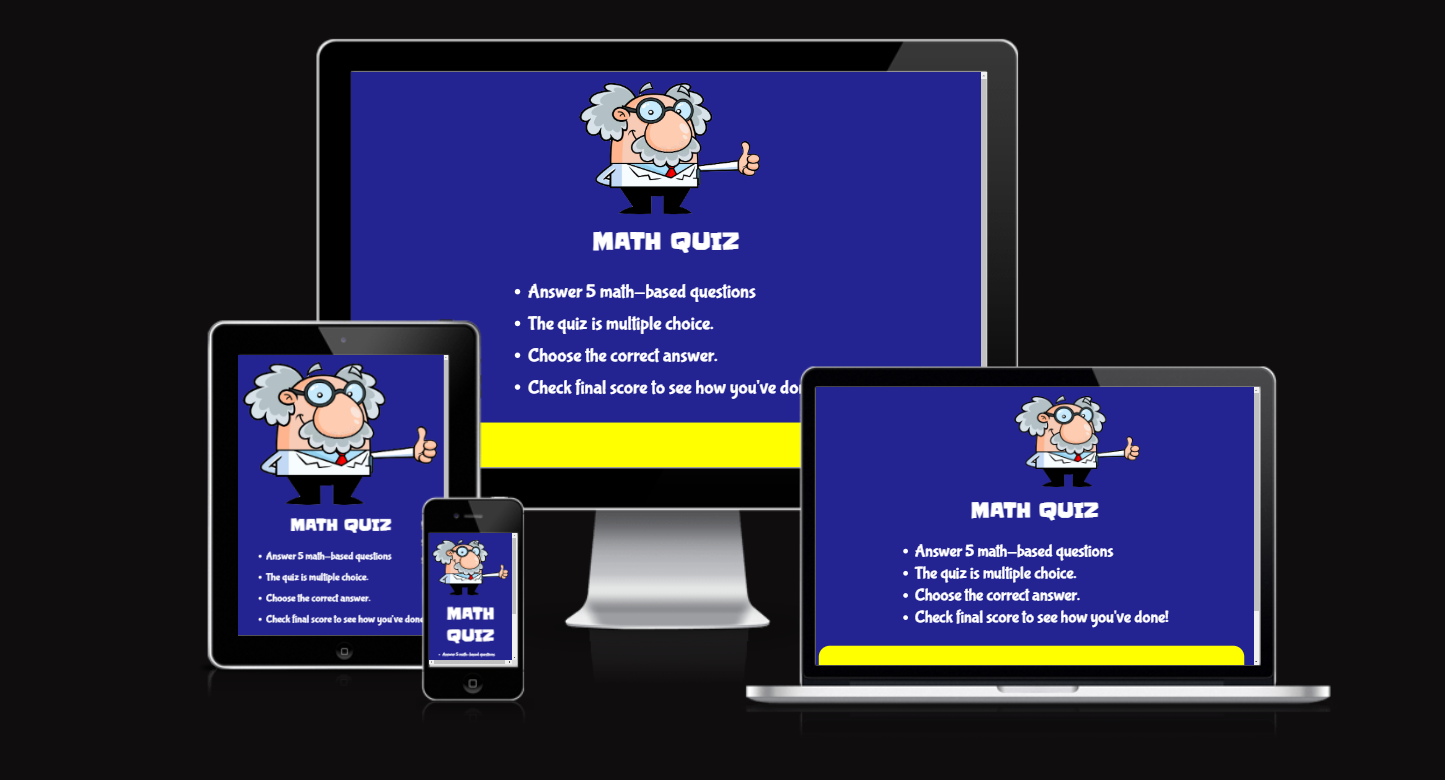 MATH QUIZ
• Answer 5 math-based questions
• The quiz is multiple choice.
• Choose the correct answer.
• Check final score to see how you've
MATH QUIZ
• Answer 5 math-based questions
• The quiz is multiple choice.
• Choose the correct answer.
• Check final score to see how you've done
MATH
QUIZ
• Answer 5 math-based questions
MATH QUIZ
• Answer 5 math-based questions
• The quiz is multiple choice.
• Choose the correct answer.
• Check final score to see how you've done!